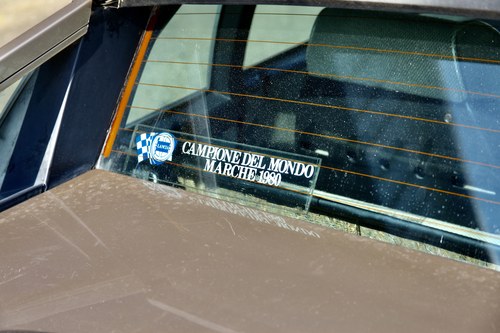 LANCIA
CAMPIONE DEL MONDO
MARCHE 1980